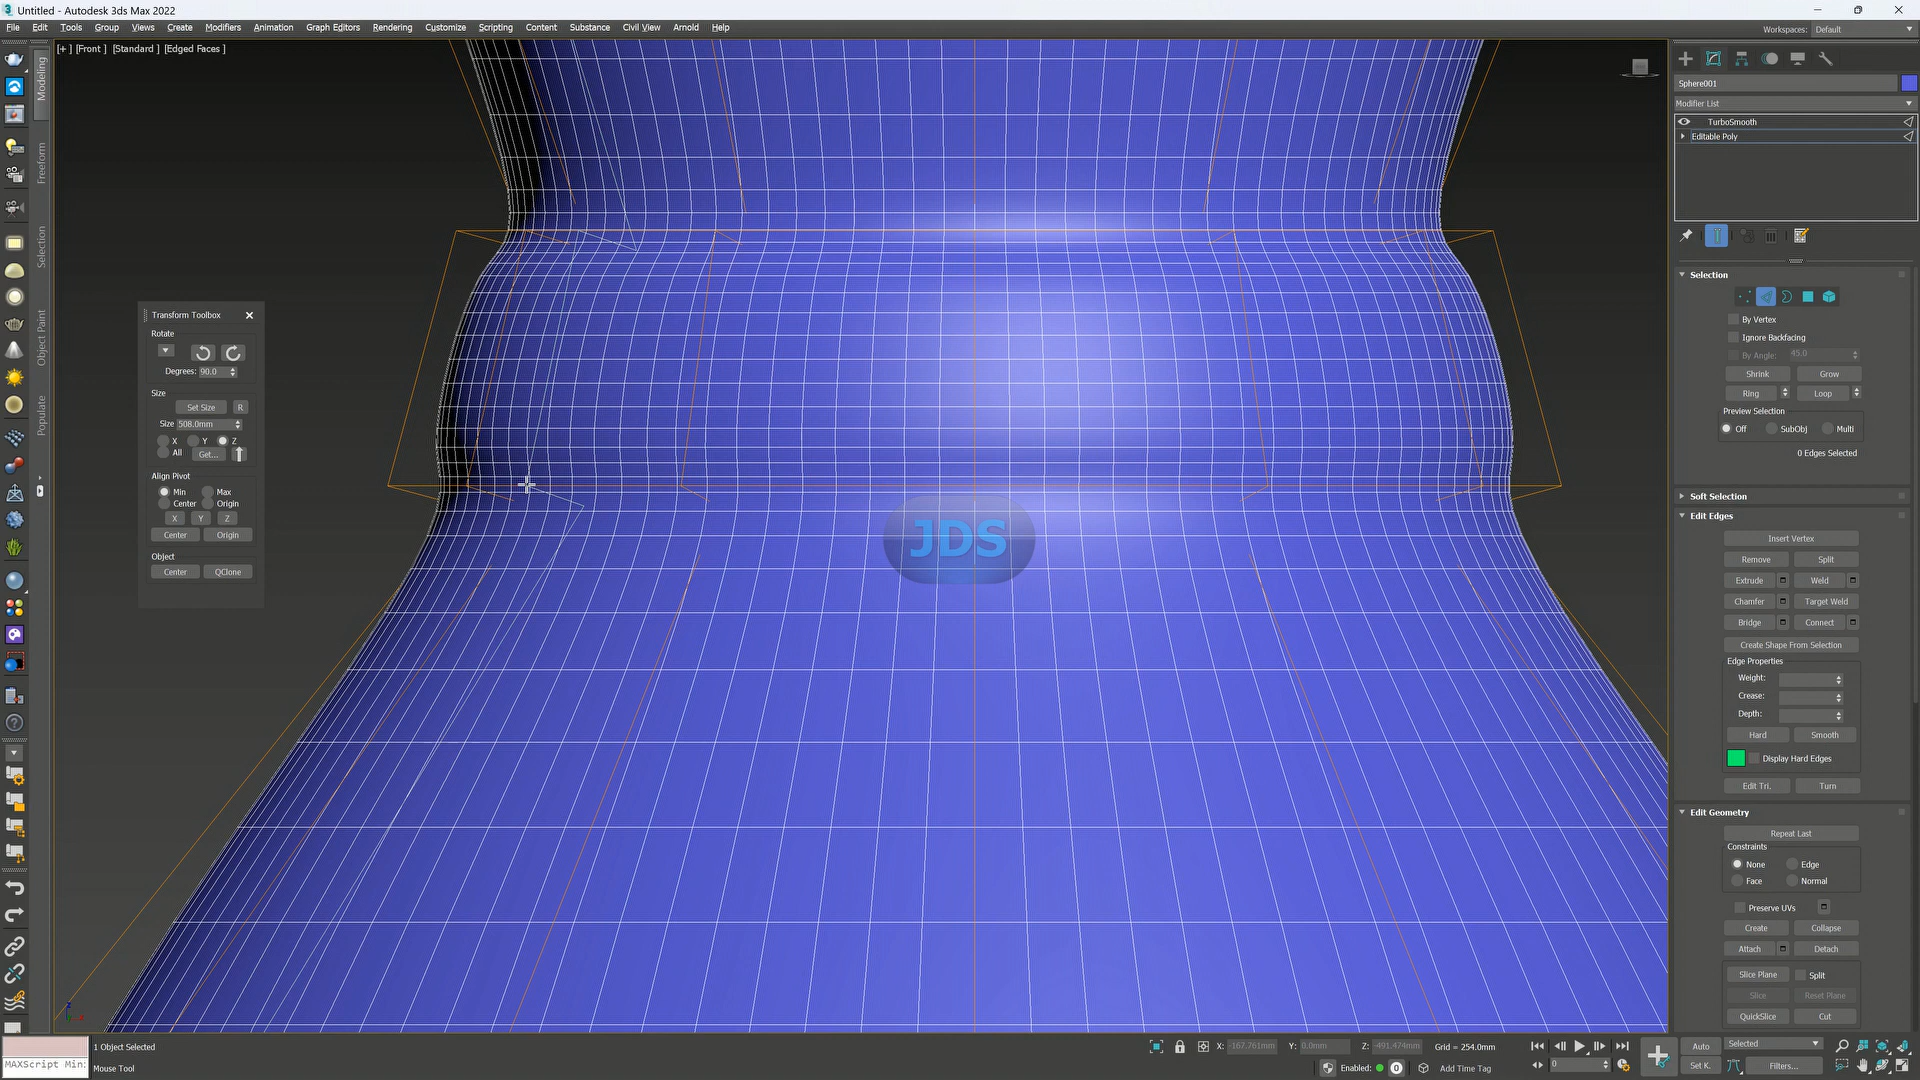 Untitled - Autodesk 3ds Max 2022
File Edit Tools Group Views Create Modifiers Animation Graph Editors Rendering Customize Scripting Content Substance Civil View Arnold Help
Workspaces: Default
[+] [Front] [Standard] [Edged Faces]
Modeling
Freeform
Selection
Object Paint
Populate
Transform Toolbox
Rotate
Degrees: 90.0
Size
Set Size R
Size 508.0mm
X Y Z
All Get...
Align Pivot
Min Max
Center Origin
X Y Z
Center Origin
Object
Center QClone
JDS
Sphere001
Modifier List
TurboSmooth
Editable Poly
Selection
By Vertex
Ignore Backfacing
By Angle: 45.0
Shrink Grow
Ring Loop
Preview Selection
Off SubObj Multi
0 Edges Selected
Soft Selection
Edit Edges
Insert Vertex
Remove Split
Extrude Weld
Chamfer Target Weld
Bridge Connect
Create Shape From Selection
Edge Properties
Weight:
Crease:
Depth:
Hard Smooth
Display Hard Edges
Edit Tri. Turn
Edit Geometry
Repeat Last
Constraints
None Edge
Face Normal
Preserve UVs
Create Collapse
Attach Detach
Slice Plane Split
Slice Reset Plane
QuickSlice Cut
1 Object Selected
X: -167.761mm Y: 0.0mm Z: -491.474mm Grid = 254.0mm
Auto Selected
MAXScript Min:
Mouse Tool
Enabled: 0 Add Time Tag
0
Set K. Filters...